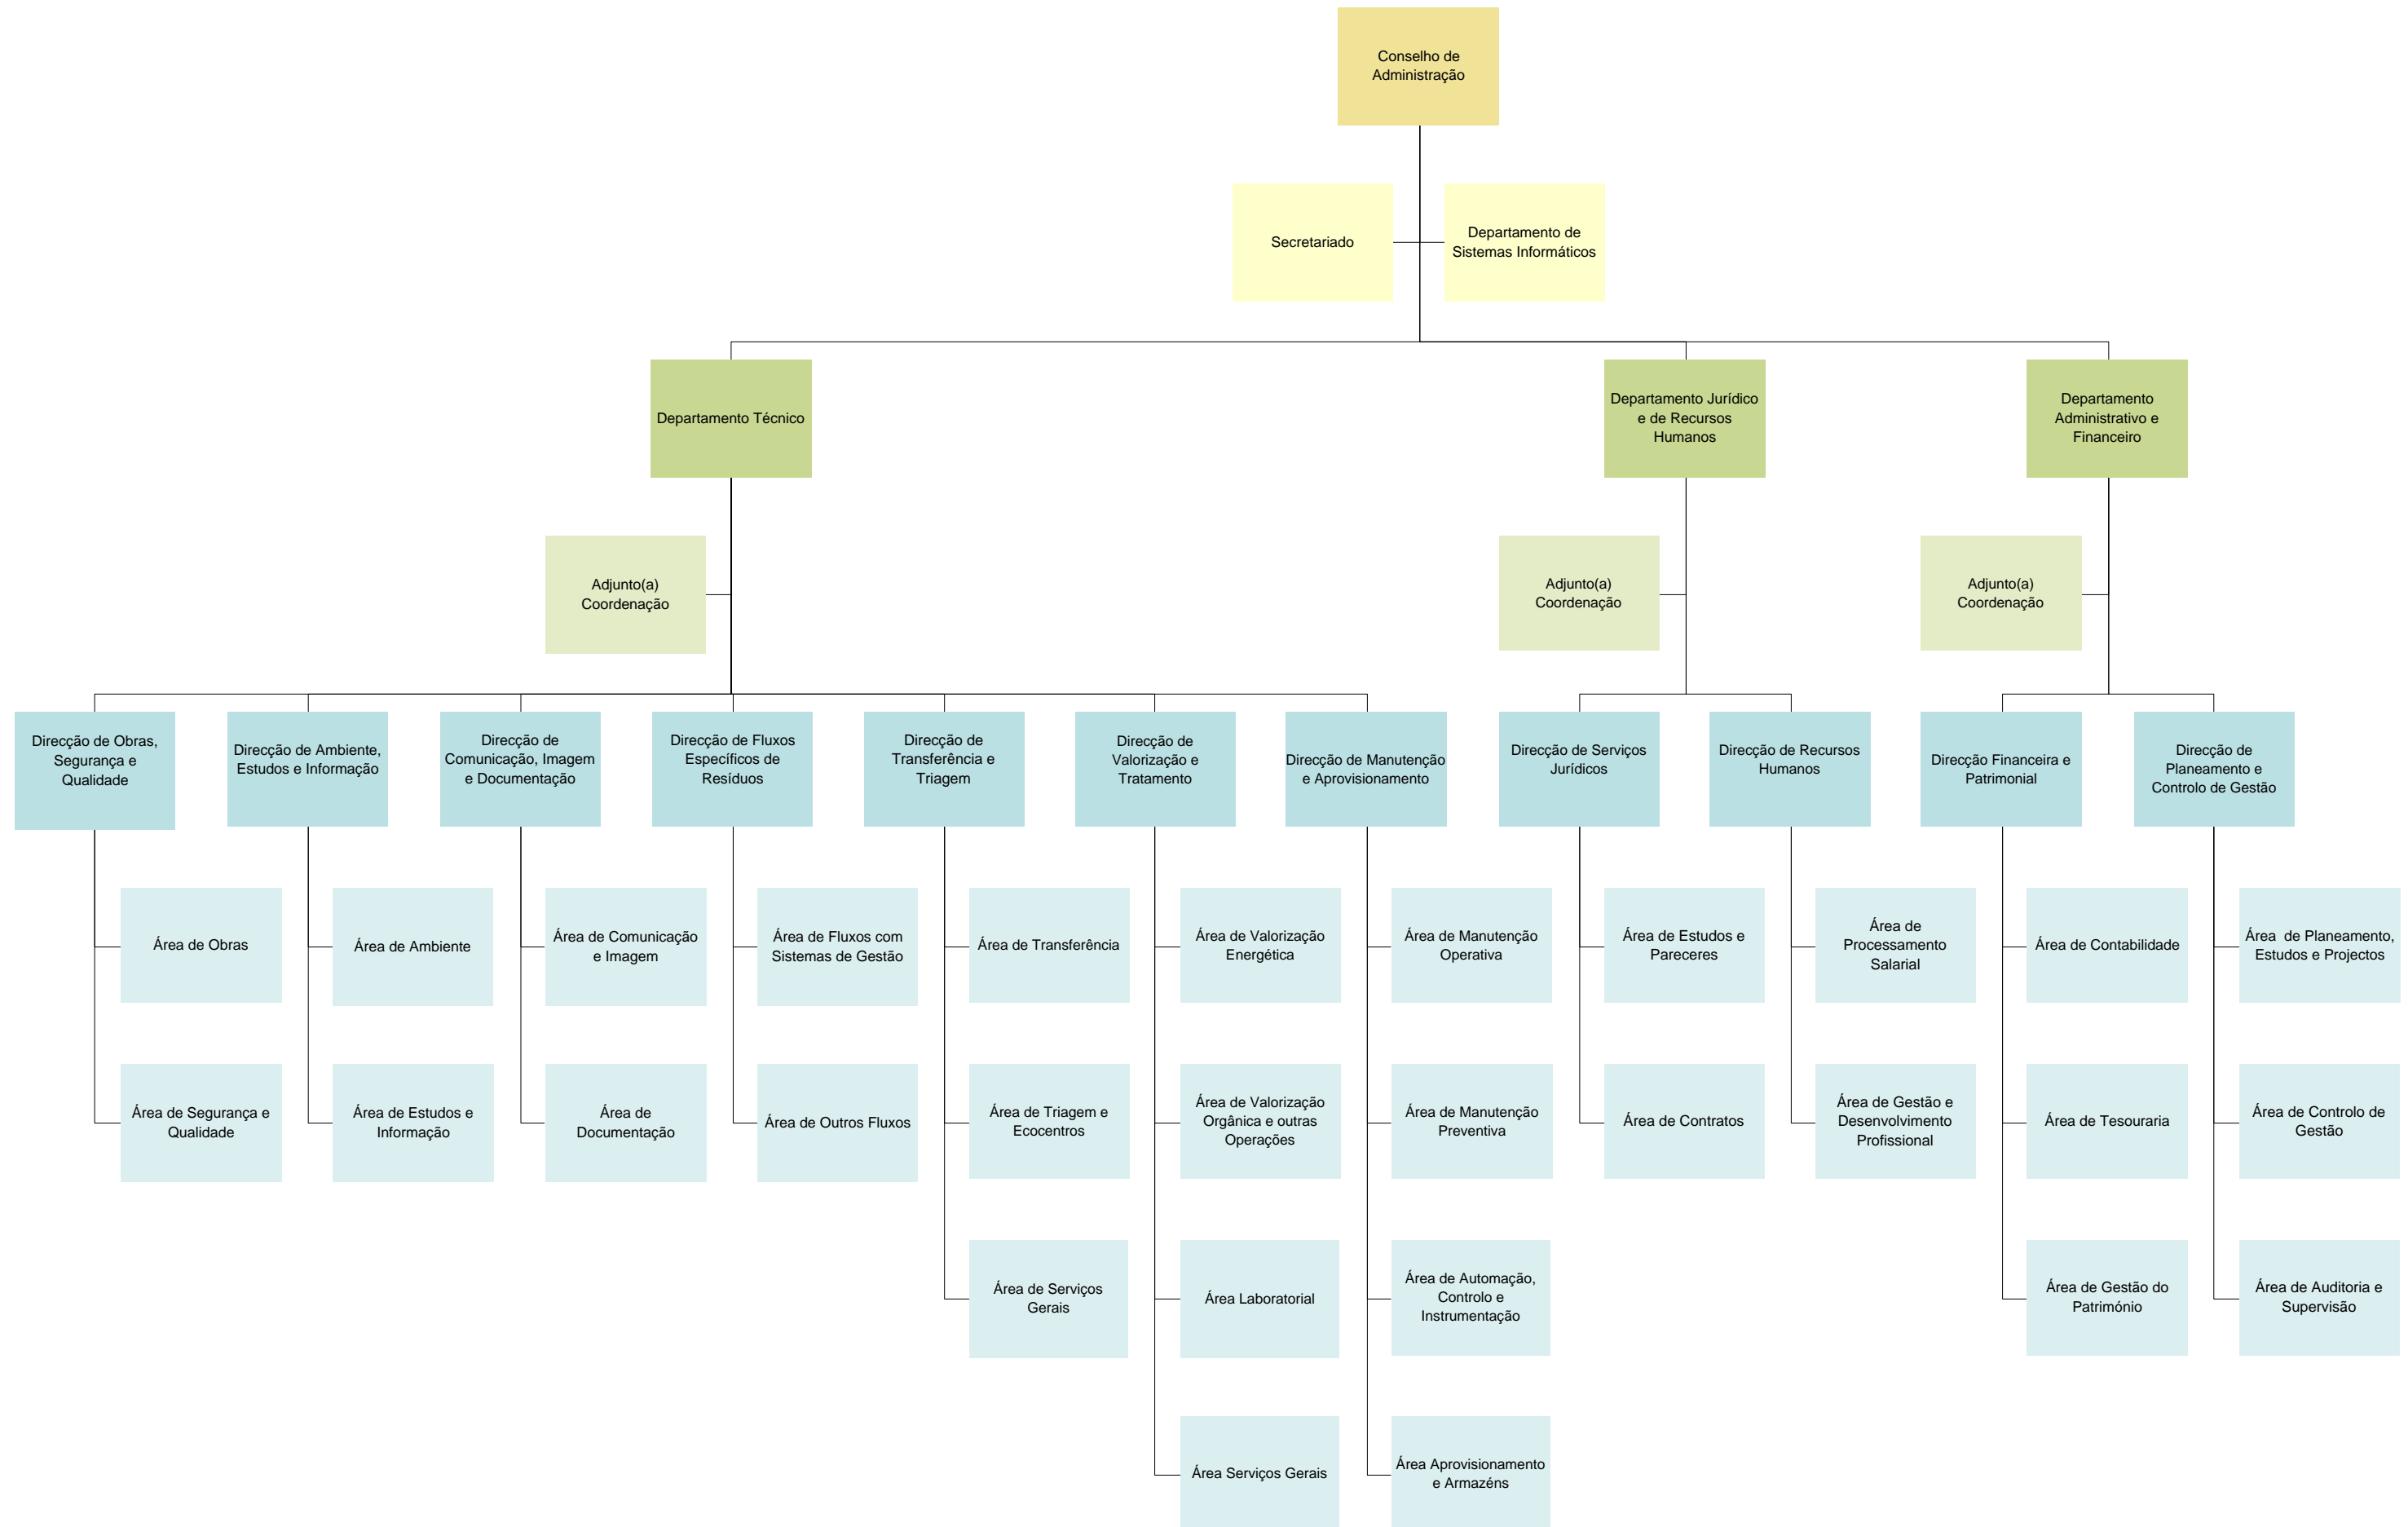 Conselho de
Administração
Secretariado
Departamento de
Sistemas Informáticos
Departamento Técnico
Departamento Jurídico
e de Recursos
Humanos
Departamento
Administrativo e
Financeiro
Adjunto(a)
Coordenação
Adjunto(a)
Coordenação
Adjunto(a)
Coordenação
Direcção de Obras,
Segurança e
Qualidade
Direcção de Ambiente,
Estudos e Informação
Direcção de
Comunicação, Imagem
e Documentação
Direcção de Fluxos
Específicos de
Resíduos
Direcção de
Transferência e
Triagem
Direcção de
Valorização e
Tratamento
Direcção de Manutenção
e Aprovisionamento
Direcção de Serviços
Jurídicos
Direcção de Recursos
Humanos
Direcção Financeira e
Patrimonial
Direcção de
Planeamento e
Controlo de Gestão
Área de Obras
Área de Ambiente
Área de Comunicação
e Imagem
Área de Fluxos com
Sistemas de Gestão
Área de Transferência
Área de Valorização
Energética
Área de Manutenção
Operativa
Área de Estudos e
Pareceres
Área de
Processamento
Salarial
Área de Contabilidade
Área  de Planeamento,
Estudos e Projectos
Área de Segurança e
Qualidade
Área de Estudos e
Informação
Área de
Documentação
Área de Outros Fluxos
Área de Triagem e
Ecocentros
Área de Valorização
Orgânica e outras
Operações
Área de Manutenção
Preventiva
Área de Contratos
Área de Gestão e
Desenvolvimento
Profissional
Área de Tesouraria
Área de Controlo de
Gestão
Área de Serviços
Gerais
Área Laboratorial
Área de Automação,
Controlo e
Instrumentação
Área de Gestão do
Património
Área de Auditoria e
Supervisão
Área Serviços Gerais
Área Aprovisionamento
e Armazéns